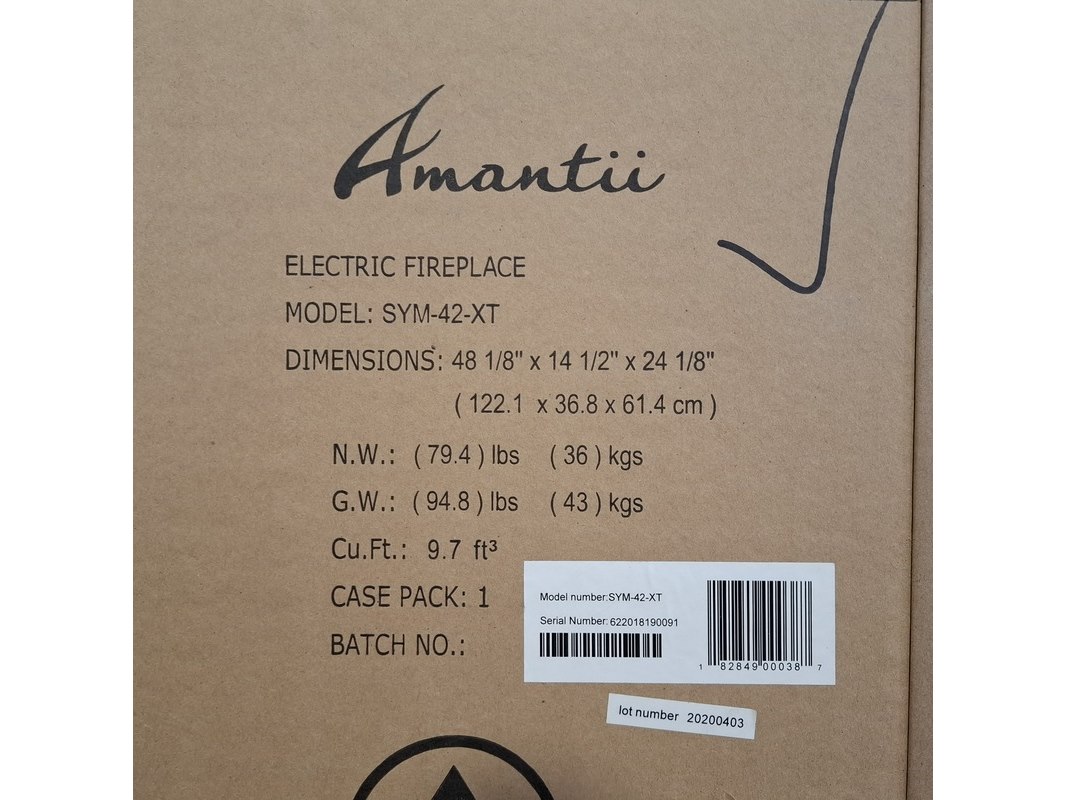 Amantii
ELECTRIC FIREPLACE
MODEL: SYM-42-XT
DIMENSIONS: 48 1/8" x 14 1/2" x 24 1/8"
( 122.1 x 36.8 x 61.4 cm )
N.W.: ( 79.4 ) lbs ( 36 ) kgs
G.W.: ( 94.8 ) lbs ( 43 ) kgs
Cu.Ft.: 9.7 ft³
CASE PACK: 1
BATCH NO.:
Model number:SYM-42-XT
Serial Number: 622018190091
1 82849 00038 7
lot number 20200403